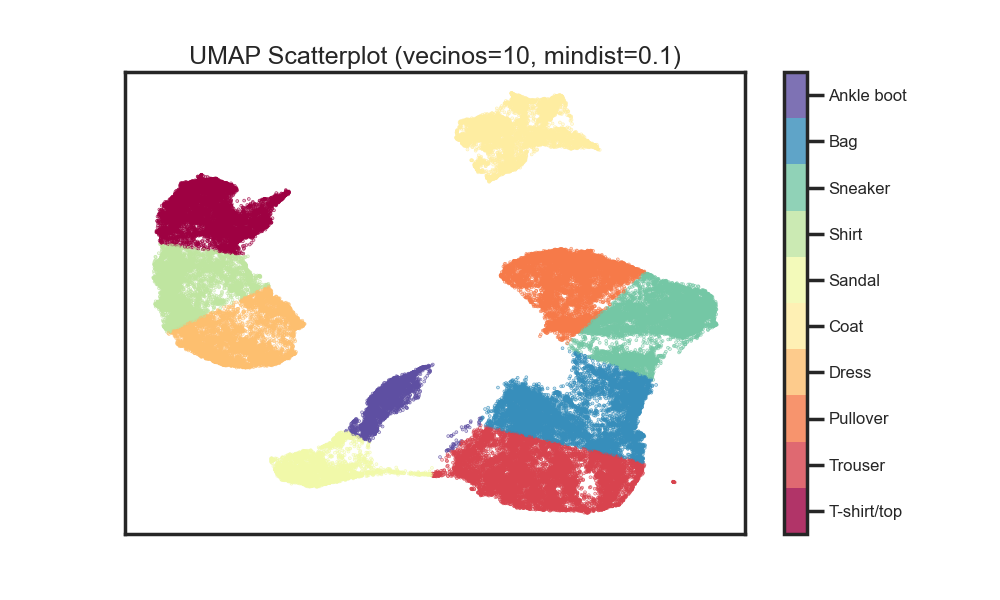 UMAP Scatterplot (vecinos=10, mindist=0.1)
Ankle boot
Bag
Sneaker
Shirt
Sandal
Coat
Dress
Pullover
Trouser
T-shirt/top